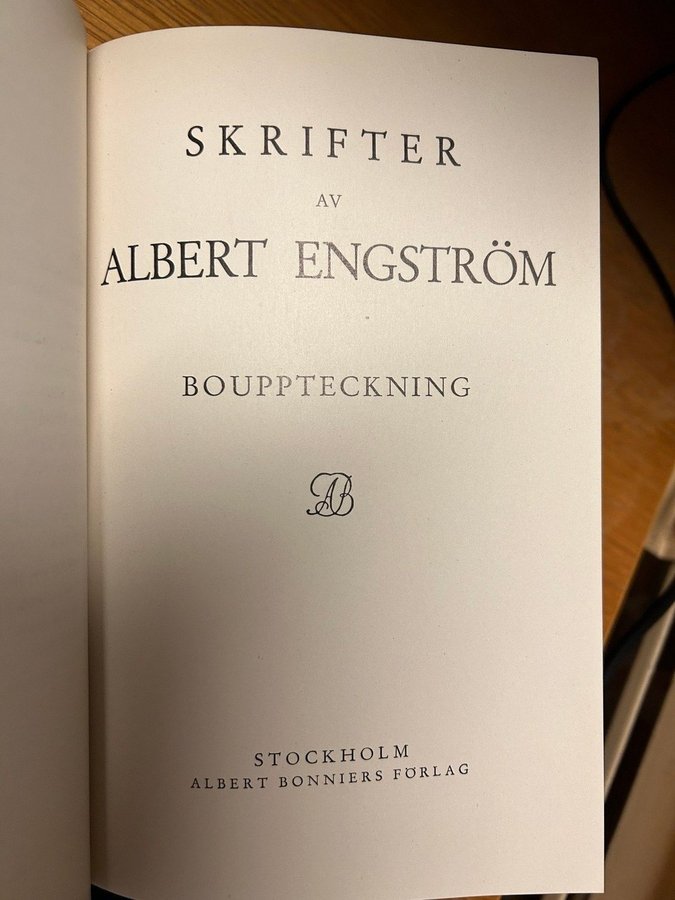 SKRIFTER
AV
ALBERT ENGSTRÖM
BOUPPTECKNING
AB
STOCKHOLM
ALBERT BONNIERS FÖRLAG